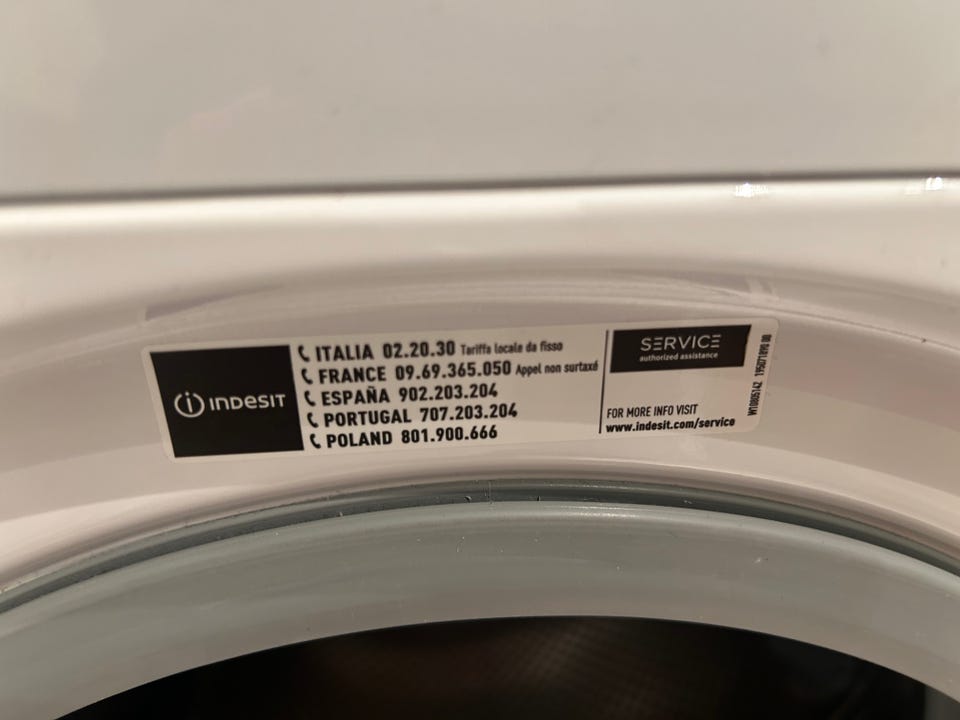 INDESIT
ITALIA 02.20.30 Tariffa locale da fisso
FRANCE 09.69.365.050 Appel non surtaxé
ESPAÑA 902.203.204
PORTUGAL 707.203.204
POLAND 801.900.666
SERVICE
authorized assistance
FOR MORE INFO VISIT
www.indesit.com/service